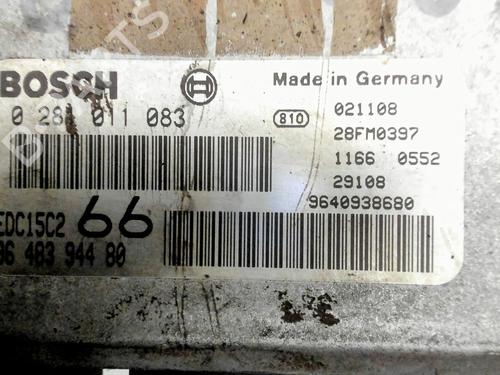 BOSCH
Made in Germany
0 281 011 083
810
021108
28FM0397
1166 0552
29108
9640938680
EDC15C2 66
96 483 944 80